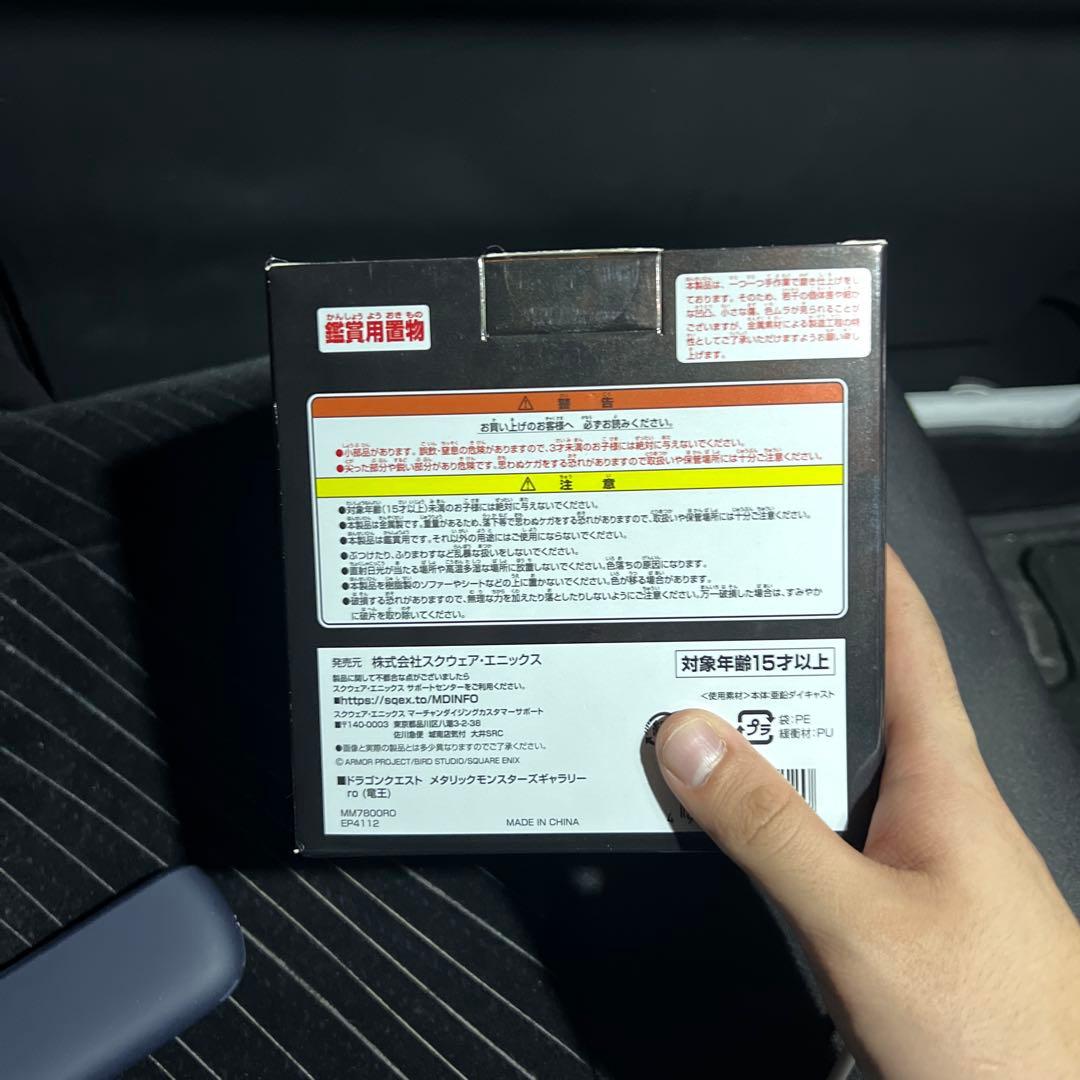 鑑賞用置物
本製品は、一つ一つ手作業で磨き仕上げをし
ております。そのため、若干の個体差や細か
な凹凸、小さな傷、色ムラが見られることが
ございますが、金属素材による製造工程の特
性としてご了承いただけますようお願い申し
上げます。
⚠ 警告
お買い上げのお客様へ 必ずお読みください。
●小部品があります。誤飲・窒息の危険がありますので、3才未満のお子様には絶対に与えないでください。
●尖った部分や鋭い部分があり危険です。思わぬケガをする恐れがありますので取扱いや保管場所には十分ご注意ください。
⚠ 注意
●対象年齢(15才以上)未満のお子様には絶対に与えないでください。
●本製品は金属製です。重量があるため、落下等で思わぬケガをする恐れがありますので、取扱いや保管場所には十分ご注意ください。
●本製品は鑑賞用です。それ以外の用途にはご使用にならないでください。
●ぶつけたり、ふりまわすなど乱暴な扱いをしないでください。
●直射日光が当たる場所や高温多湿な場所に放置しないでください。色落ちの原因になります。
●本製品を樹脂製のソファーやシートなどの上に置かないでください。色が移る場合があります。
●破損する恐れがありますので、無理な力を加えたり落としたりしないようにご注意ください。万一破損した場合は、すみやか
に破片を取り除いてください。
発売元 株式会社スクウェア・エニックス
製品に関して不都合な点がございましたら
スクウェア・エニックス サポートセンターをご利用ください。
■https://sqex.to/MDINFO
スクウェア・エニックス マーチャンダイジングカスタマーサポート
■〒140-0003 東京都品川区八潮3-2-38
佐川急便 城南店気付 大井SRC
●画像と実際の製品とは多少異なりますのでご了承ください。
© ARMOR PROJECT/BIRD STUDIO/SQUARE ENIX
■ドラゴンクエスト メタリックモンスターズギャラリー
ro (竜王)
MM7800RO
EP4112
MADE IN CHINA
対象年齢15才以上
<使用素材>本体:亜鉛ダイキャスト
プラ
袋:PE
緩衝材:PU